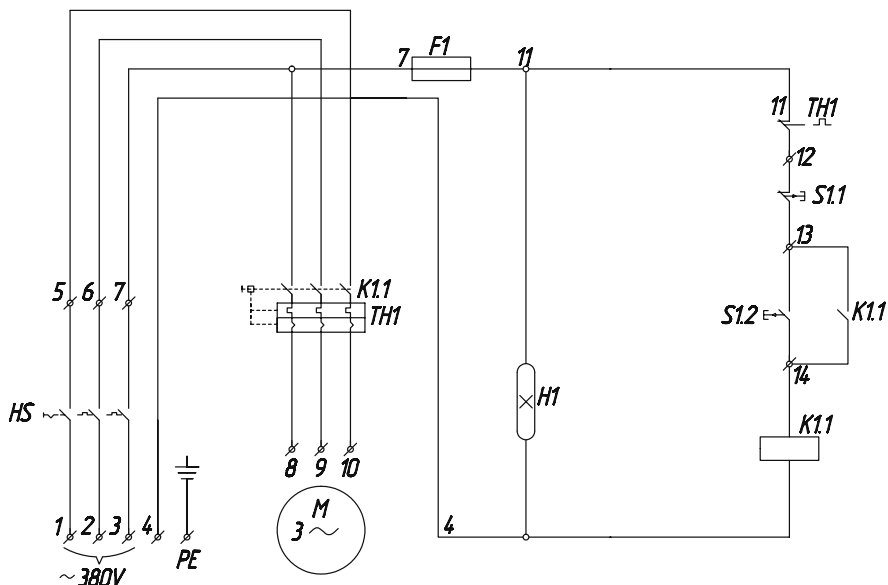 7 F1 11
11 TH1
12
S1.1
13
5 6 7
K1.1
TH1
S1.2 K1.1
14
HS
H1
K1.1
8 9 10
M
3 ~
1 2 3 4
4
PE
~ 380V